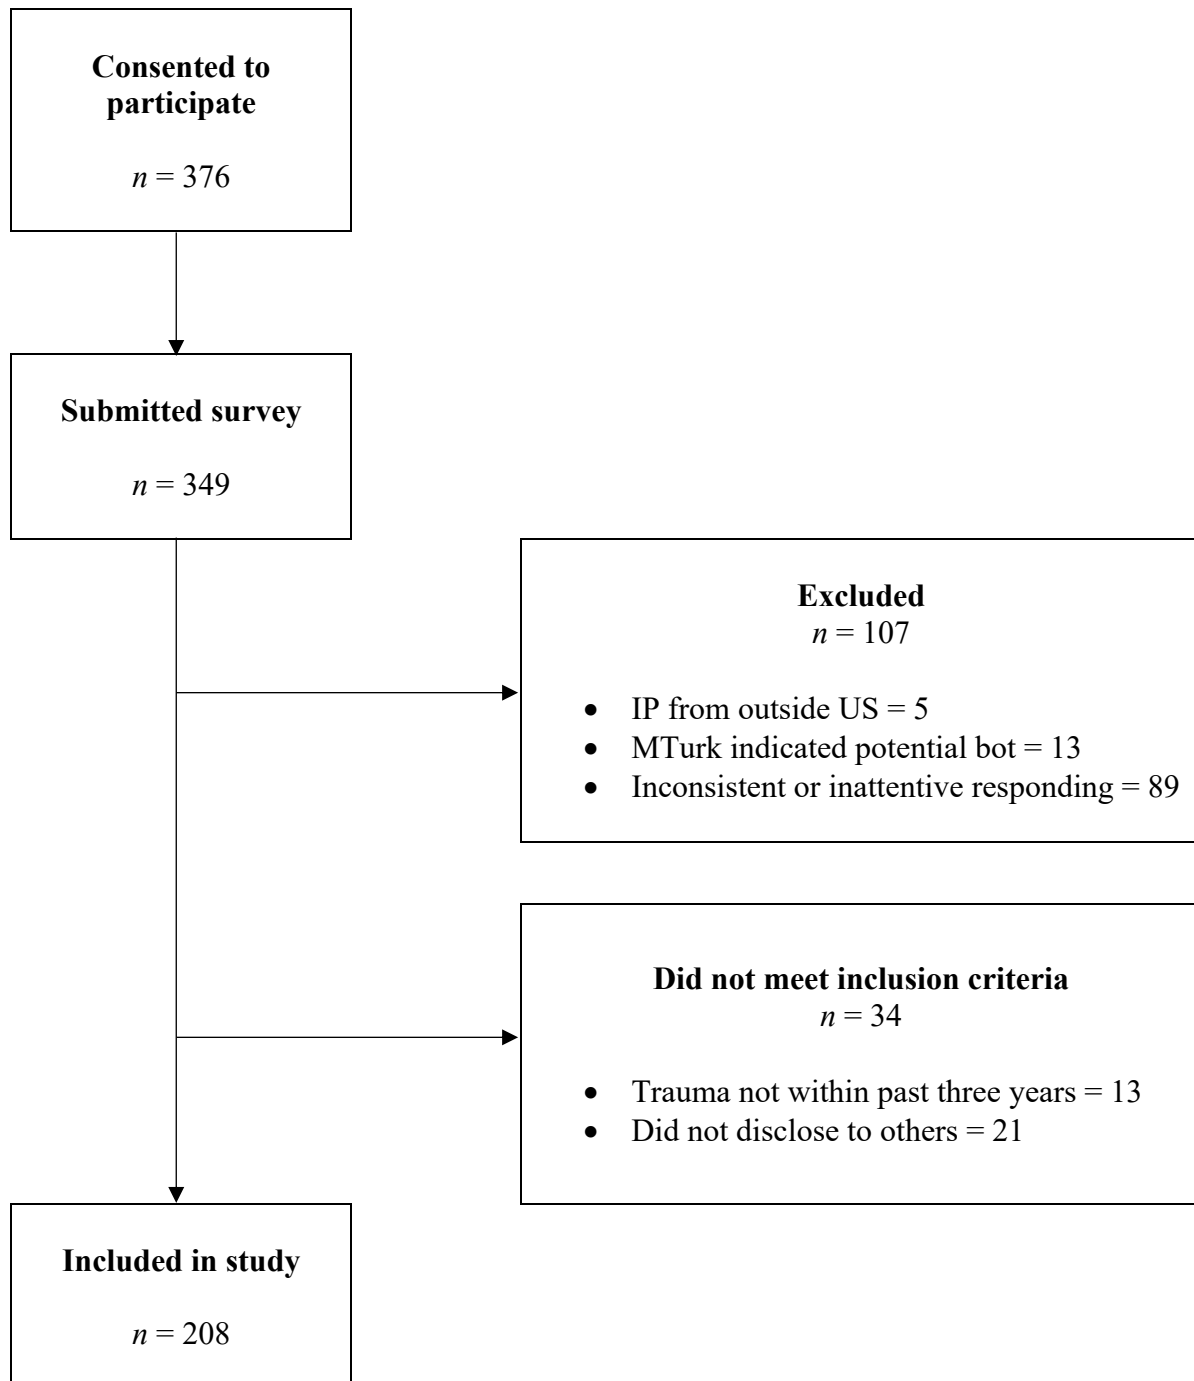 Consented to
participate
n = 376
Submitted survey
n = 349
Excluded
n = 107
• IP from outside US = 5
• MTurk indicated potential bot = 13
• Inconsistent or inattentive responding = 89
Did not meet inclusion criteria
n = 34
• Trauma not within past three years = 13
• Did not disclose to others = 21
Included in study
n = 208